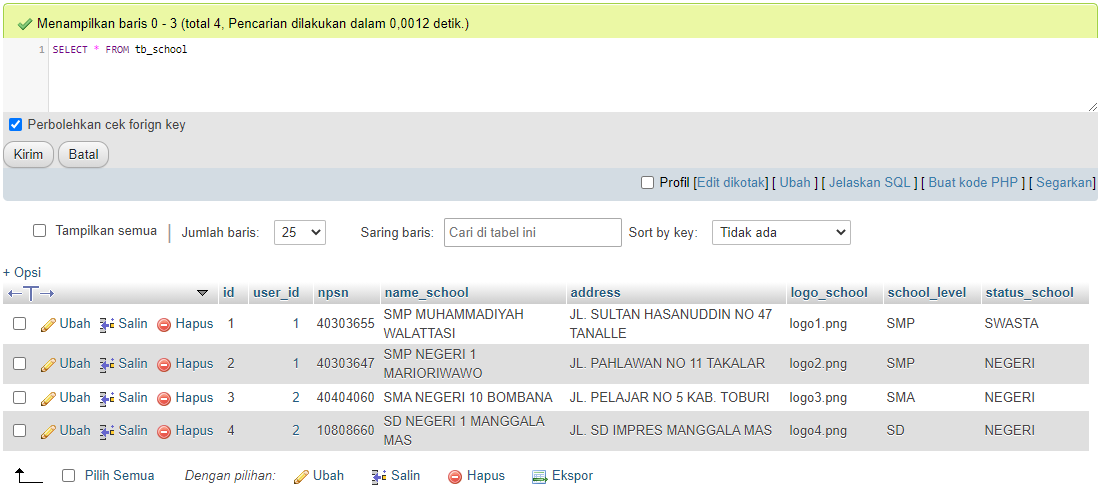 Menampilkan baris 0 - 3 (total 4, Pencarian dilakukan dalam 0,0012 detik.)
1 SELECT * FROM tb_school
Perbolehkan cek forign key
Kirim Batal
Profil [Edit dikotak] [ Ubah ] [ Jelaskan SQL ] [ Buat kode PHP ] [ Segarkan]
Tampilkan semua | Jumlah baris: 25 Saring baris: Cari di tabel ini Sort by key: Tidak ada
+ Opsi
←T→ id user_id npsn name_school address logo_school school_level status_school
Ubah Salin Hapus 1 1 40303655 SMP MUHAMMADIYAH WALATTASI JL. SULTAN HASANUDDIN NO 47 TANALLE logo1.png SMP SWASTA
Ubah Salin Hapus 2 1 40303647 SMP NEGERI 1 MARIORIWAWO JL. PAHLAWAN NO 11 TAKALAR logo2.png SMP NEGERI
Ubah Salin Hapus 3 2 40404060 SMA NEGERI 10 BOMBANA JL. PELAJAR NO 5 KAB. TOBURI logo3.png SMA NEGERI
Ubah Salin Hapus 4 2 10808660 SD NEGERI 1 MANGGALA MAS JL. SD IMPRES MANGGALA MAS logo4.png SD NEGERI
Pilih Semua Dengan pilihan: Ubah Salin Hapus Ekspor